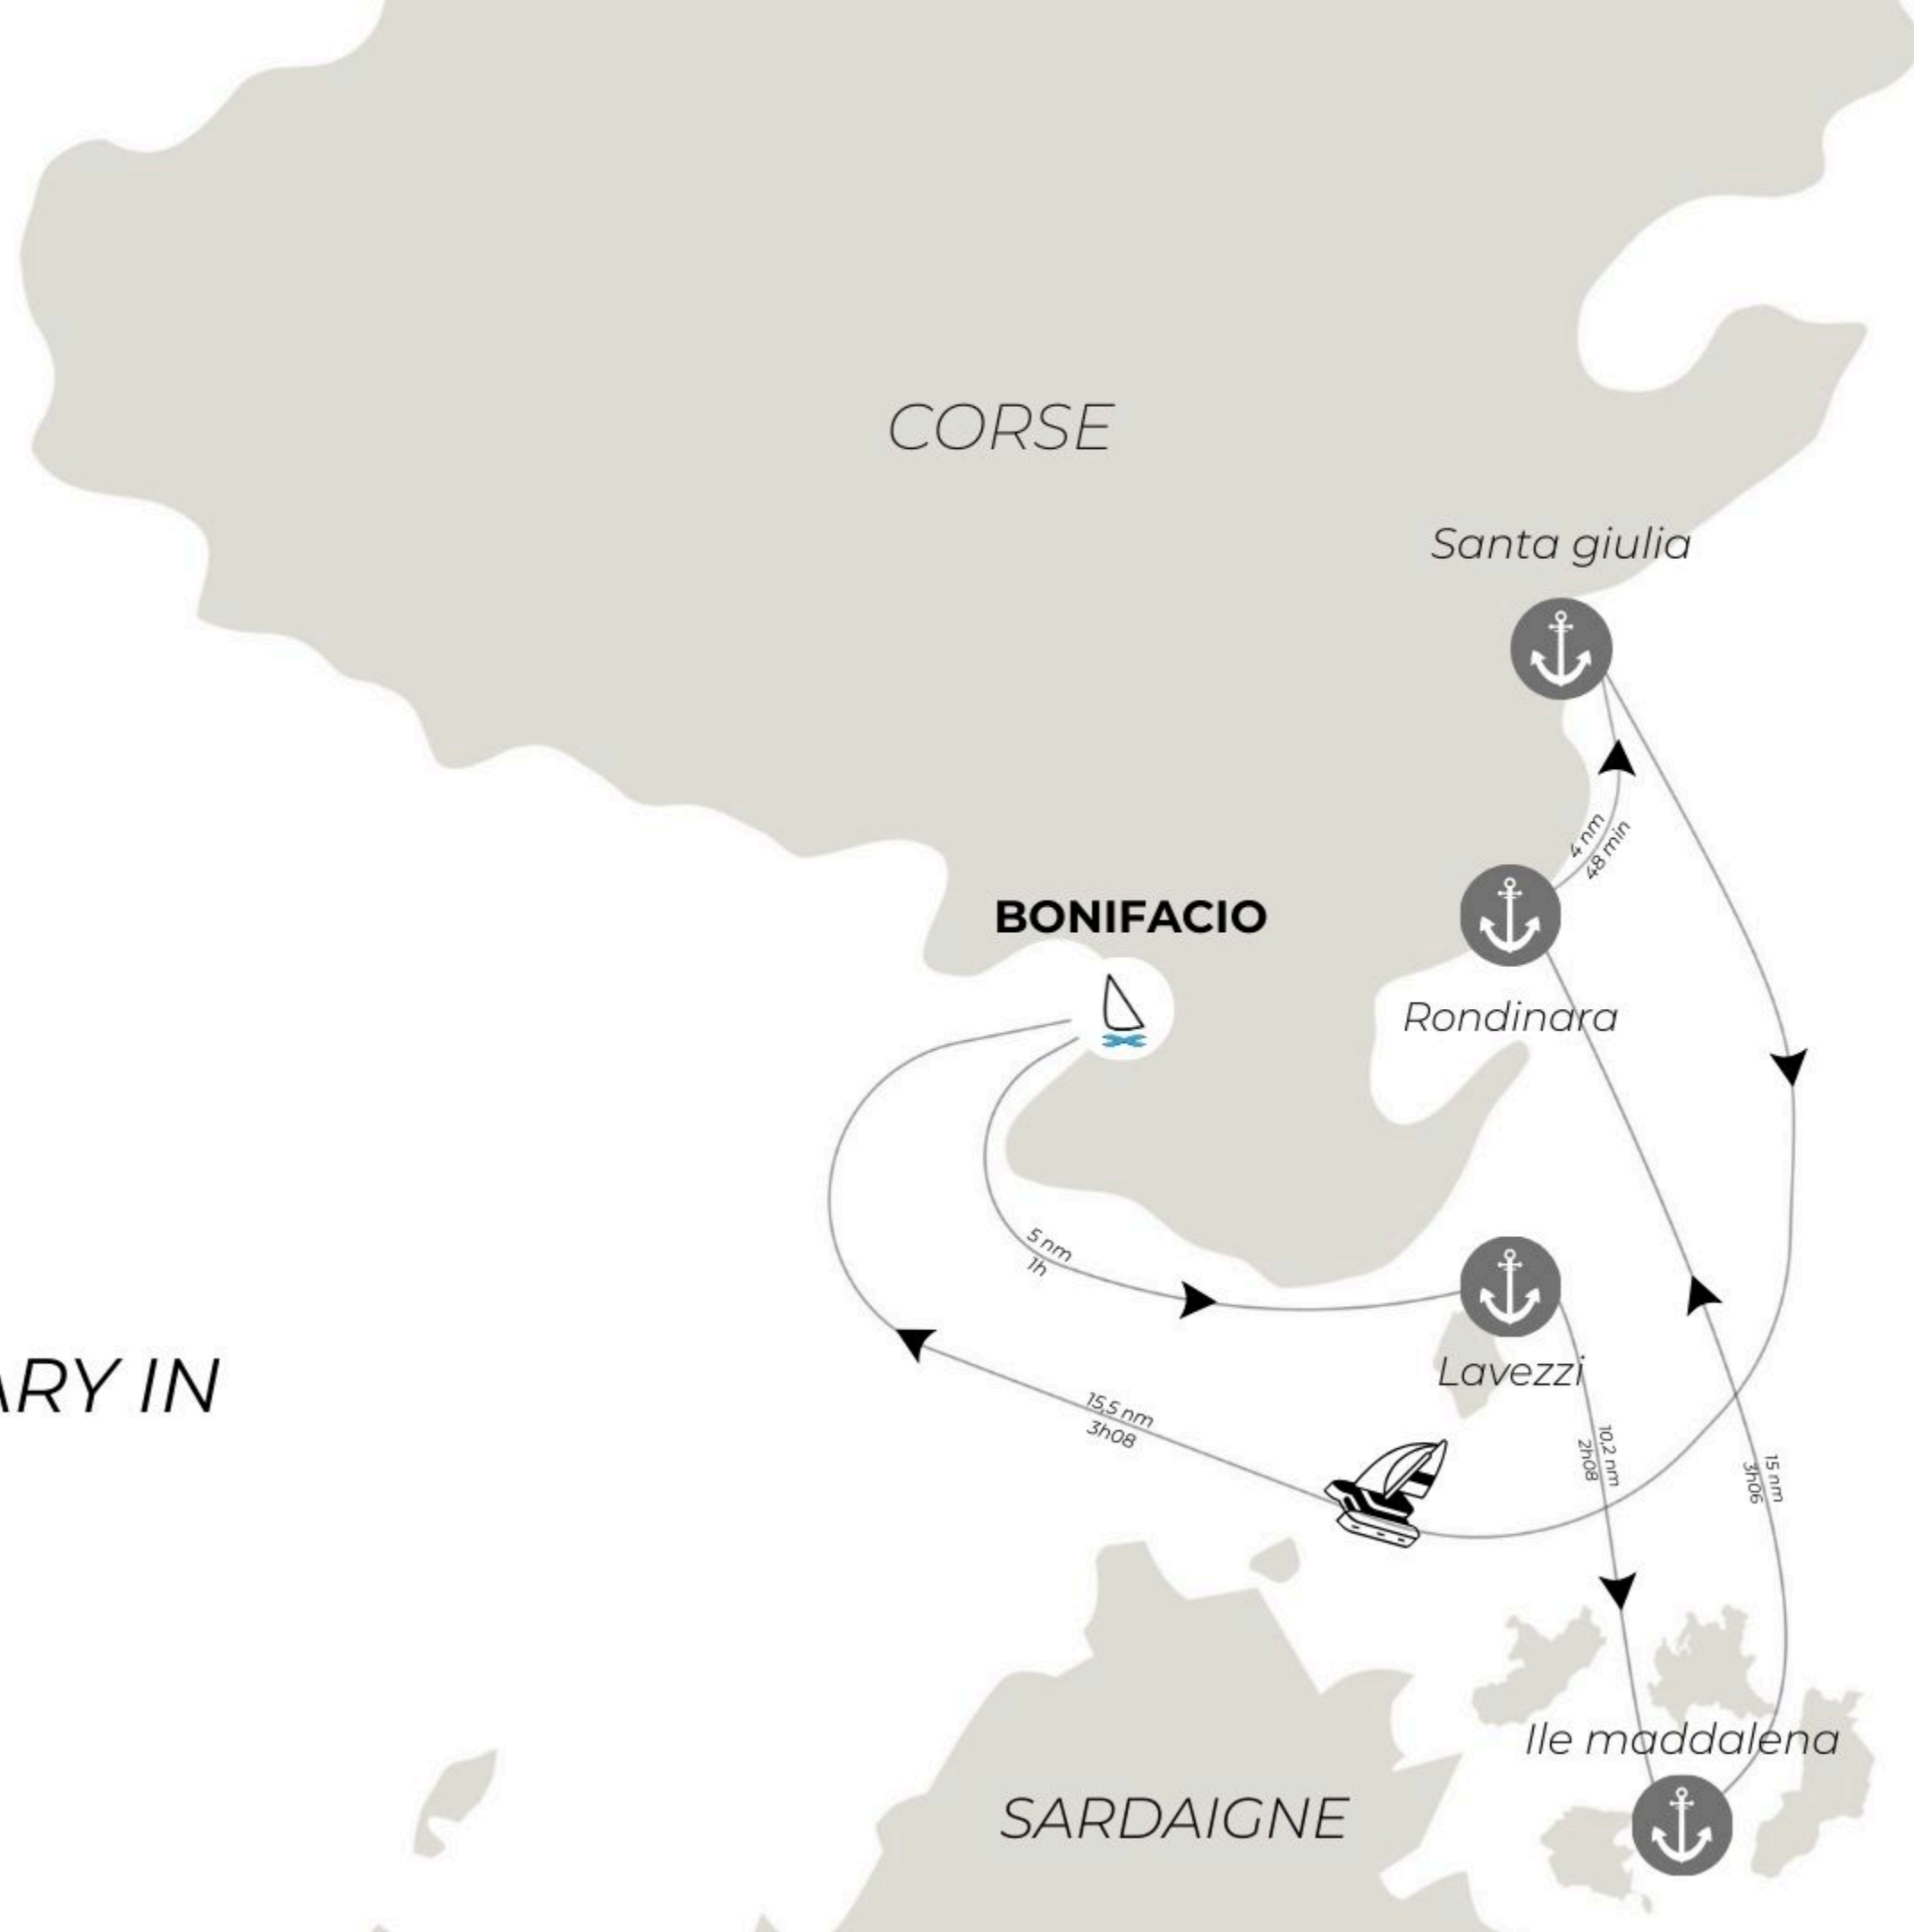 CORSE
Santa giulia
4 nm
48 min
BONIFACIO
Rondinara
5 nm
1h
Lavezzi
15,5 nm
3h08
10,2 nm
2h08
15 nm
3h06
ARY IN
Ile maddalena
SARDAIGNE